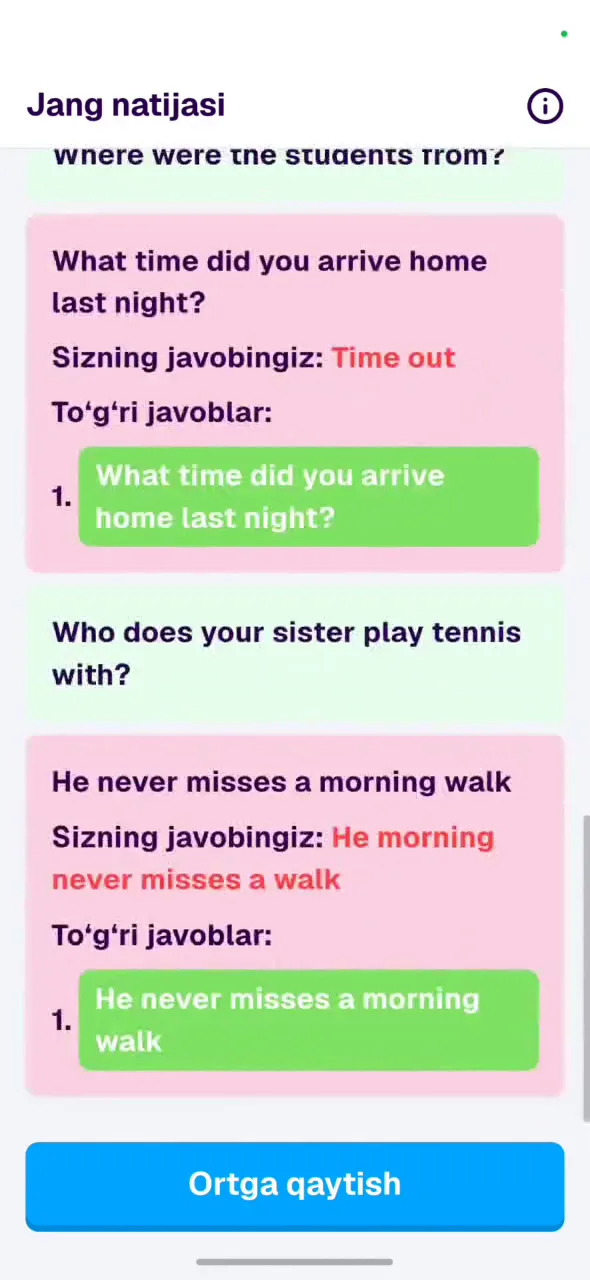 Jang natijasi
Where were the students from?
What time did you arrive home
last night?
Sizning javobingiz: Time out
To‘g‘ri javoblar:
1. What time did you arrive
home last night?
Who does your sister play tennis
with?
He never misses a morning walk
Sizning javobingiz: He morning
never misses a walk
To‘g‘ri javoblar:
1. He never misses a morning
walk
Ortga qaytish